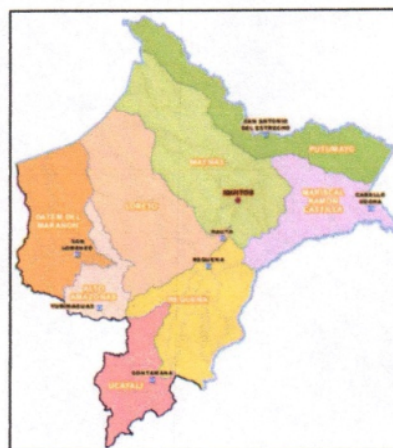 SAN ANTONIO
DEL ESTRECHO
PUTUMAYO
MAYNAS
IQUITOS
MARISCAL
RAMON
CASTILLA
CABALLO
COCHA
LORETO
DATEM DEL
MARAÑON
SAN
LORENZO
NAUTA
REQUENA
ALTO
AMAZONAS
YURIMAGUAS
REQUENA
CONTAMANA
UCAYALI